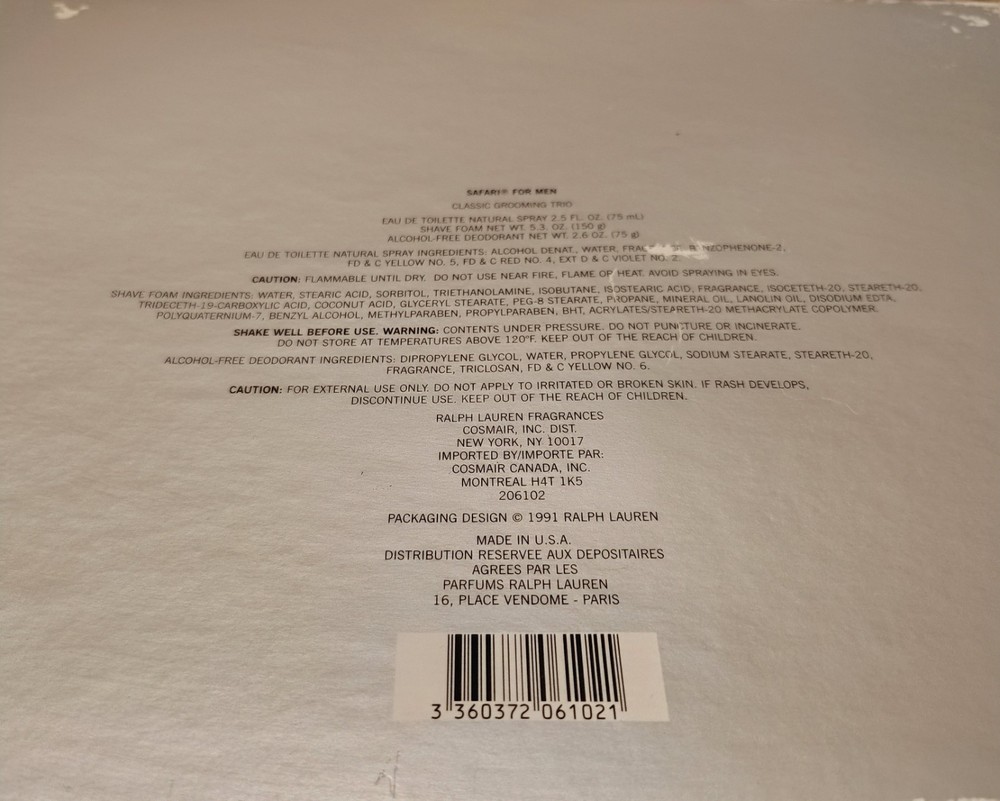 SAFARI® FOR MEN
CLASSIC GROOMING TRIO
EAU DE TOILETTE NATURAL SPRAY 2.5 FL. OZ. (75 mL)
SHAVE FOAM NET WT. 5.3. OZ. (150 g)
ALCOHOL-FREE DEODORANT NET WT. 2.6 OZ. (75 g)
EAU DE TOILETTE NATURAL SPRAY INGREDIENTS: ALCOHOL DENAT., WATER, BENZOPHENONE-2,
FD & C YELLOW NO. 5, FD & C RED NO. 4, EXT D & C VIOLET NO. 2.
CAUTION: FLAMMABLE UNTIL DRY. DO NOT USE NEAR FIRE, FLAME OR HEAT. AVOID SPRAYING IN EYES.
SHAVE FOAM INGREDIENTS: WATER, STEARIC ACID, SORBITOL, TRIETHANOLAMINE, ISOBUTANE, ISOSTEARIC ACID, FRAGRANCE, ISOCETETH-20, STEARETH-20,
TRIDECETH-19-CARBOXYLIC ACID, COCONUT ACID, GLYCERYL STEARATE, PEG-8 STEARATE, PROPANE, MINERAL OIL, LANOLIN OIL, DISODIUM EDTA,
POLYQUATERNIUM-7, BENZYL ALCOHOL, METHYLPARABEN, PROPYLPARABEN, BHT, ACRYLATES/STEARETH-20 METHACRYLATE COPOLYMER.
SHAKE WELL BEFORE USE. WARNING: CONTENTS UNDER PRESSURE. DO NOT PUNCTURE OR INCINERATE.
DO NOT STORE AT TEMPERATURES ABOVE 120°F. KEEP OUT OF THE REACH OF CHILDREN.
ALCOHOL-FREE DEODORANT INGREDIENTS: DIPROPYLENE GLYCOL, WATER, PROPYLENE GLYCOL, SODIUM STEARATE, STEARETH-20,
FRAGRANCE, TRICLOSAN, FD & C YELLOW NO. 6.
CAUTION: FOR EXTERNAL USE ONLY. DO NOT APPLY TO IRRITATED OR BROKEN SKIN. IF RASH DEVELOPS,
DISCONTINUE USE. KEEP OUT OF THE REACH OF CHILDREN.
RALPH LAUREN FRAGRANCES
COSMAIR, INC. DIST.
NEW YORK, NY 10017
IMPORTED BY/IMPORTE PAR:
COSMAIR CANADA, INC.
MONTREAL H4T 1K5
206102
PACKAGING DESIGN © 1991 RALPH LAUREN
MADE IN U.S.A.
DISTRIBUTION RESERVEE AUX DEPOSITAIRES
AGREES PAR LES
PARFUMS RALPH LAUREN
16, PLACE VENDOME - PARIS
3 360372 061021